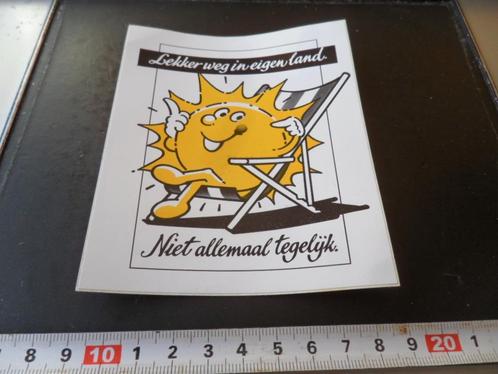 Lekker weg in eigen land.
Niet allemaal tegelijk.
7 8 9 10 1 2 3 4 5 6 7 8 9 20 1